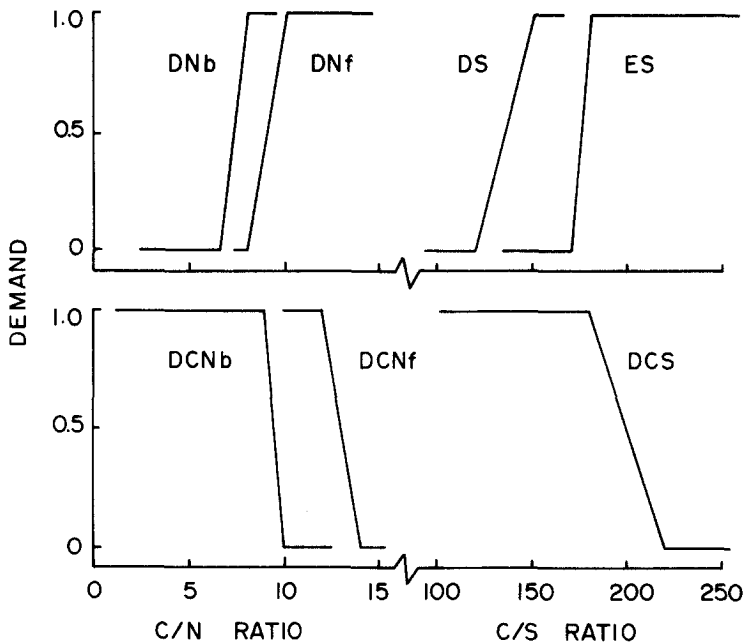 1.0
DNb DNf DS ES
0.5
0
DEMAND
1.0
DCNb DCNf DCS
0.5
0
0 5 10 15 100 150 200 250
C/N RATIO C/S RATIO